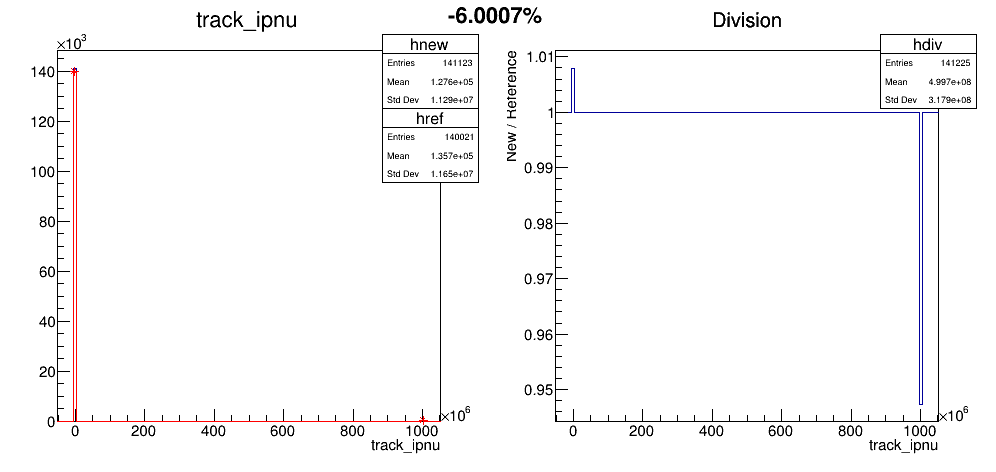 -6.0007%
track_ipnu
×10³
hnew
Entries 141123
Mean 1.276e+05
Std Dev 1.129e+07
href
Entries 140021
Mean 1.357e+05
Std Dev 1.165e+07
140
120
100
80
60
40
20
0
0 200 400 600 800 1000
×10⁶
track_ipnu
Division
hdiv
Entries 141225
Mean 4.997e+08
Std Dev 3.179e+08
New / Reference
1.01
1
0.99
0.98
0.97
0.96
0.95
0 200 400 600 800 1000
×10⁶
track_ipnu